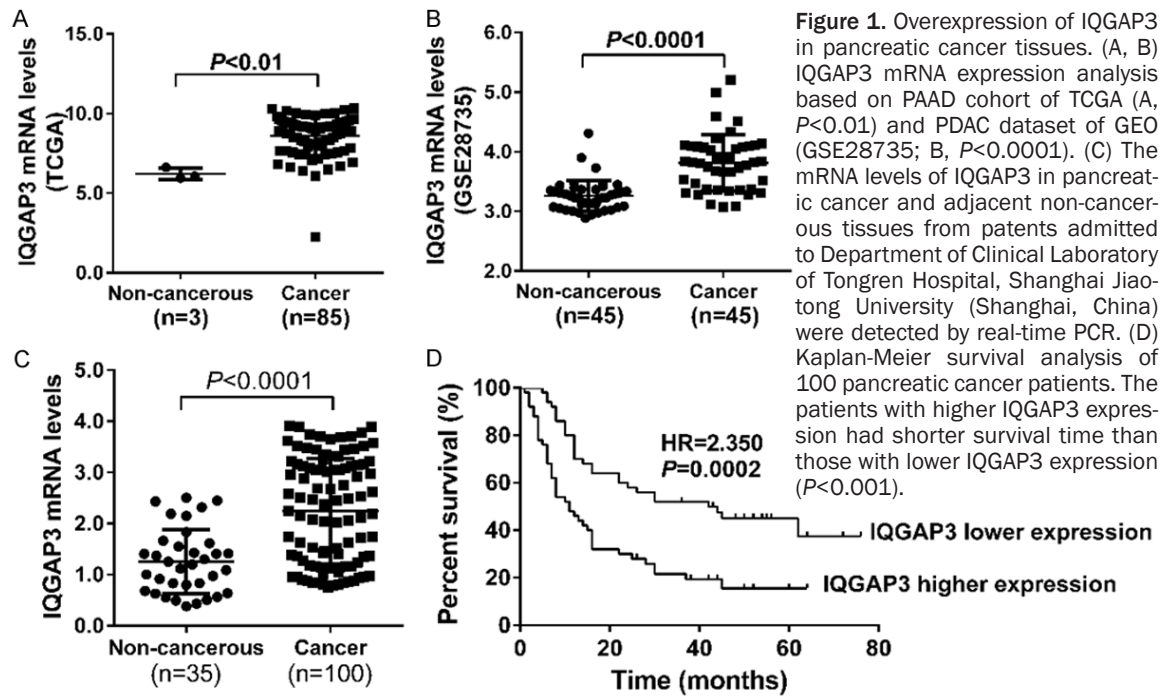 A
IQGAP3 mRNA levels
(TCGA)
15.0
10.0
5.0
0.0
P<0.01
Non-cancerous
(n=3)
Cancer
(n=85)
B
IQGAP3 mRNA levels
(GSE28735)
6.0
5.0
4.0
3.0
2.0
P<0.0001
Non-cancerous
(n=45)
Cancer
(n=45)
Figure 1. Overexpression of IQGAP3
in pancreatic cancer tissues. (A, B)
IQGAP3 mRNA expression analysis
based on PAAD cohort of TCGA (A,
P<0.01) and PDAC dataset of GEO
(GSE28735; B, P<0.0001). (C) The
mRNA levels of IQGAP3 in pancreat-
ic cancer and adjacent non-cancer-
ous tissues from patents admitted
to Department of Clinical Laboratory
of Tongren Hospital, Shanghai Jiao-
tong University (Shanghai, China)
were detected by real-time PCR. (D)
Kaplan-Meier survival analysis of
100 pancreatic cancer patients. The
patients with higher IQGAP3 expres-
sion had shorter survival time than
those with lower IQGAP3 expression
(P<0.001).
C
IQGAP3 mRNA levels
5.0
4.0
3.0
2.0
1.0
0.0
P<0.0001
Non-cancerous
(n=35)
Cancer
(n=100)
D
Percent survival (%)
100
80
60
40
20
0
HR=2.350
P=0.0002
IQGAP3 lower expression
IQGAP3 higher expression
0
20
40
60
80
Time (months)